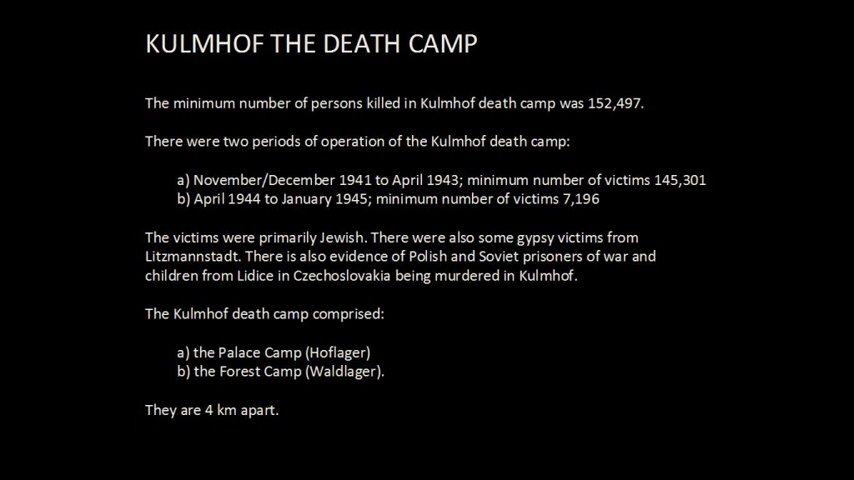 KULMHOF THE DEATH CAMP
The minimum number of persons killed in Kulmhof death camp was 152,497.
There were two periods of operation of the Kulmhof death camp:
a) November/December 1941 to April 1943; minimum number of victims 145,301
b) April 1944 to January 1945; minimum number of victims 7,196
The victims were primarily Jewish. There were also some gypsy victims from
Litzmannstadt. There is also evidence of Polish and Soviet prisoners of war and
children from Lidice in Czechoslovakia being murdered in Kulmhof.
The Kulmhof death camp comprised:
a) the Palace Camp (Hoflager)
b) the Forest Camp (Waldlager).
They are 4 km apart.